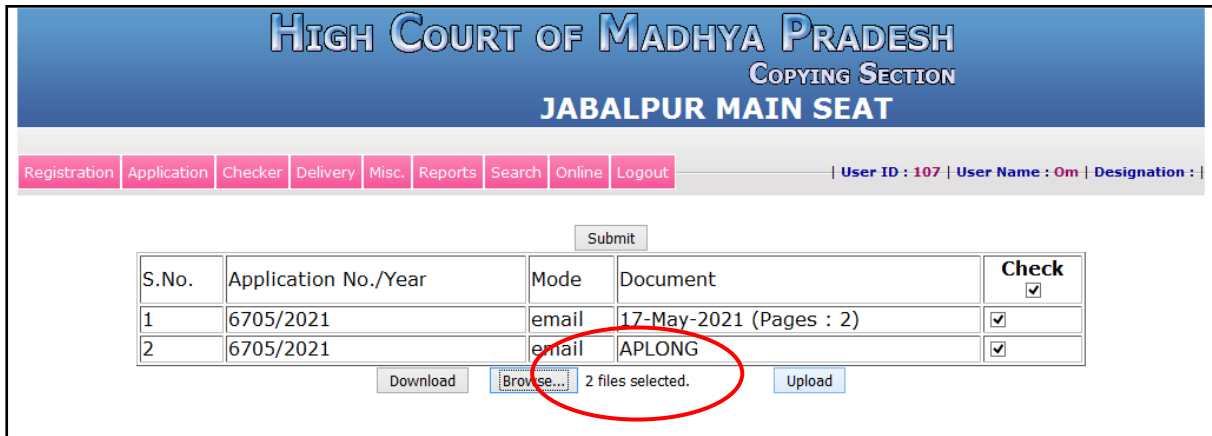 HIGH COURT OF MADHYA PRADESH
COPYING SECTION
JABALPUR MAIN SEAT
Registration Application Checker Delivery Misc. Reports Search Online Logout | User ID : 107 | User Name : Om | Designation : |
Submit
S.No. Application No./Year Mode Document Check
1 6705/2021 email 17-May-2021 (Pages : 2)
2 6705/2021 email APLONG
Download Browse... 2 files selected. Upload